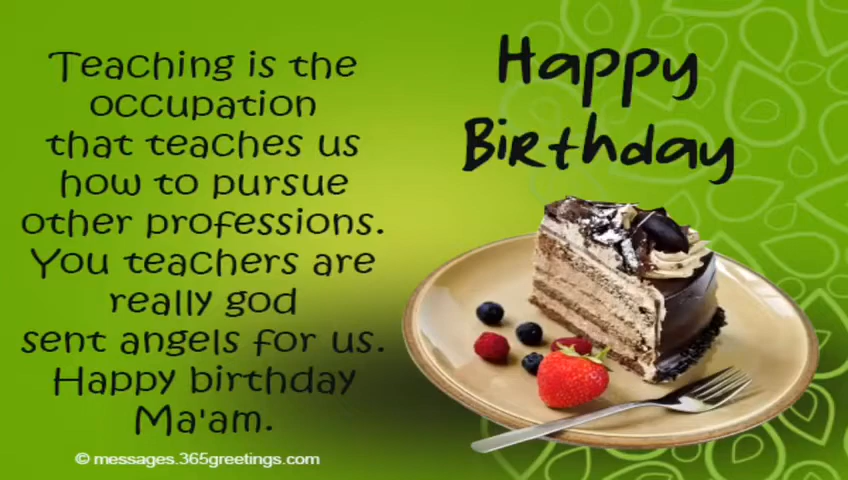 Teaching is the
occupation
that teaches us
how to pursue
other professions.
You teachers are
really god
sent angels for us.
Happy birthday
Ma'am.
© messages.365greetings.com
Happy
Birthday